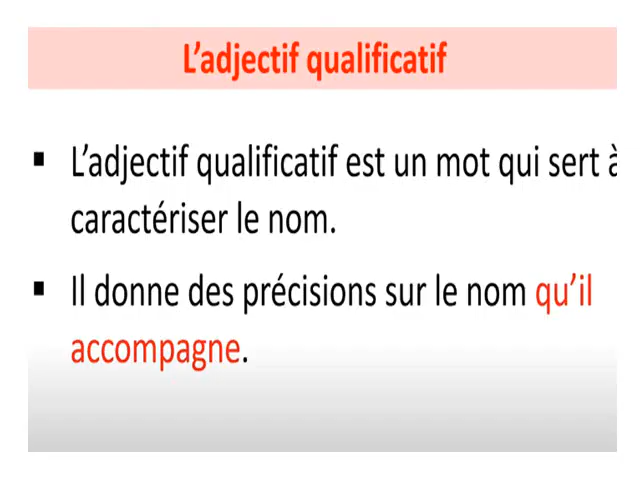 L'adjectif qualificatif
▪ L'adjectif qualificatif est un mot qui sert à
caractériser le nom.
▪ Il donne des précisions sur le nom qu'il
accompagne.